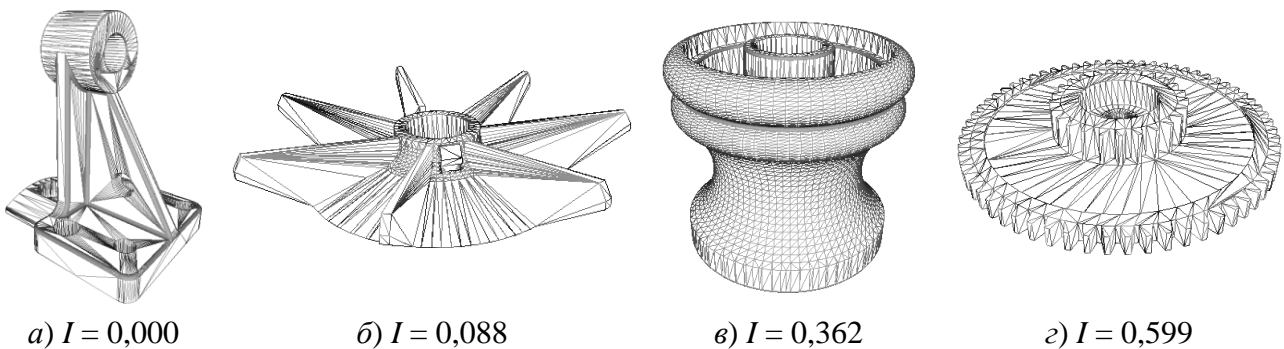 а) I = 0,000 б) I = 0,088 в) I = 0,362 г) I = 0,599